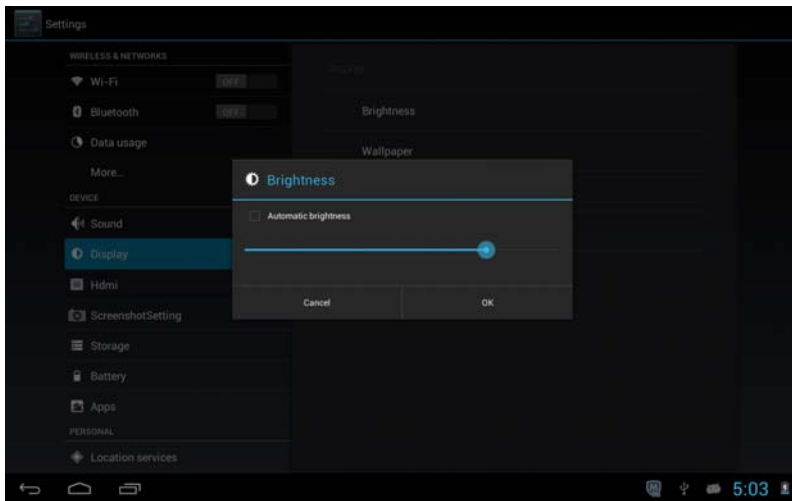 Settings
WIRELESS & NETWORKS
Wi-Fi OFF
Bluetooth OFF
Data usage
More...
DEVICE
Sound
Display
Hdmi
ScreenshotSetting
Storage
Battery
Apps
PERSONAL
Location services
Brightness
Wallpaper
Brightness
Automatic brightness
Cancel OK
5:03